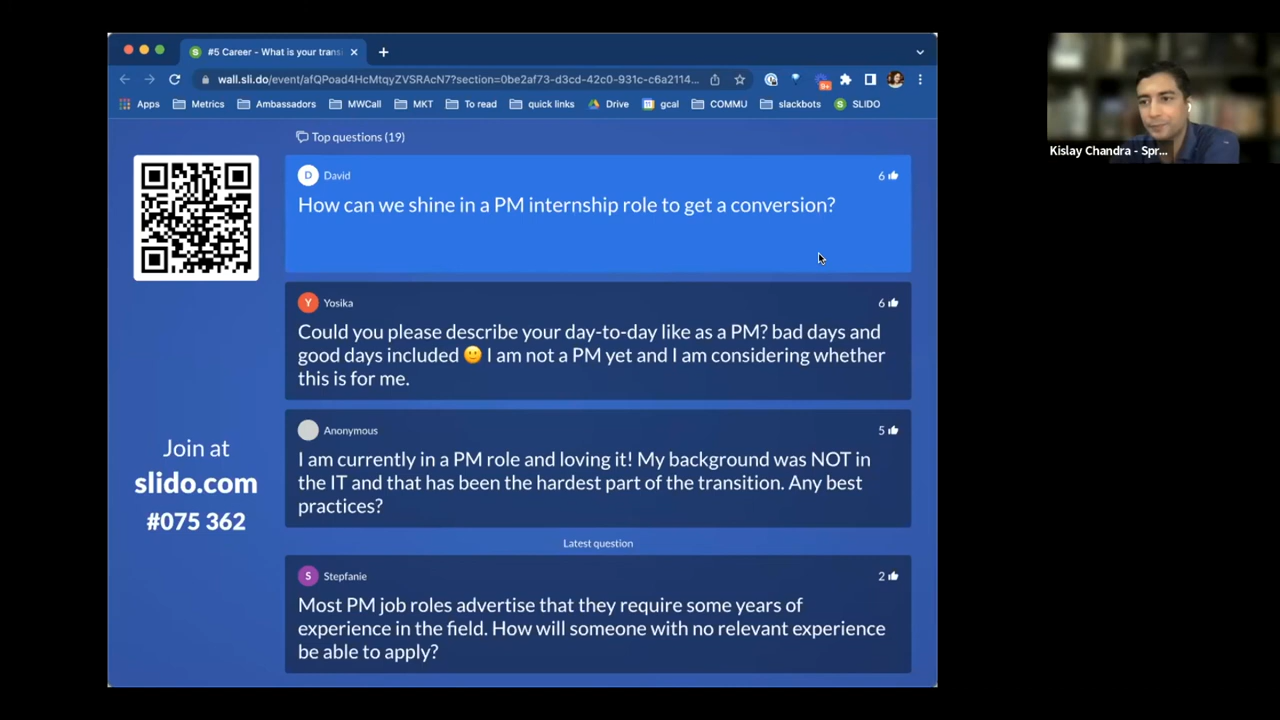 #5 Career - What is your trans
wall.sli.do/event/afQPoad4HcMtqyZVSRAcN7?section=0be2af73-d3cd-42c0-931c-c6a2114...
9+
Apps
Metrics
Ambassadors
MWCall
MKT
To read
quick links
Drive
gcal
COMMU
slackbots
S
SLIDO
Top questions (19)
D
David
6
How can we shine in a PM internship role to get a conversion?
Y
Yosika
6
Could you please describe your day-to-day like as a PM? bad days and
good days included 🙂 I am not a PM yet and I am considering whether
this is for me.
Anonymous
5
I am currently in a PM role and loving it! My background was NOT in
the IT and that has been the hardest part of the transition. Any best
practices?
Latest question
S
Stepfanie
2
Most PM job roles advertise that they require some years of
experience in the field. How will someone with no relevant experience
be able to apply?
Join at
slido.com
#075 362
Kislay Chandra - Spr...